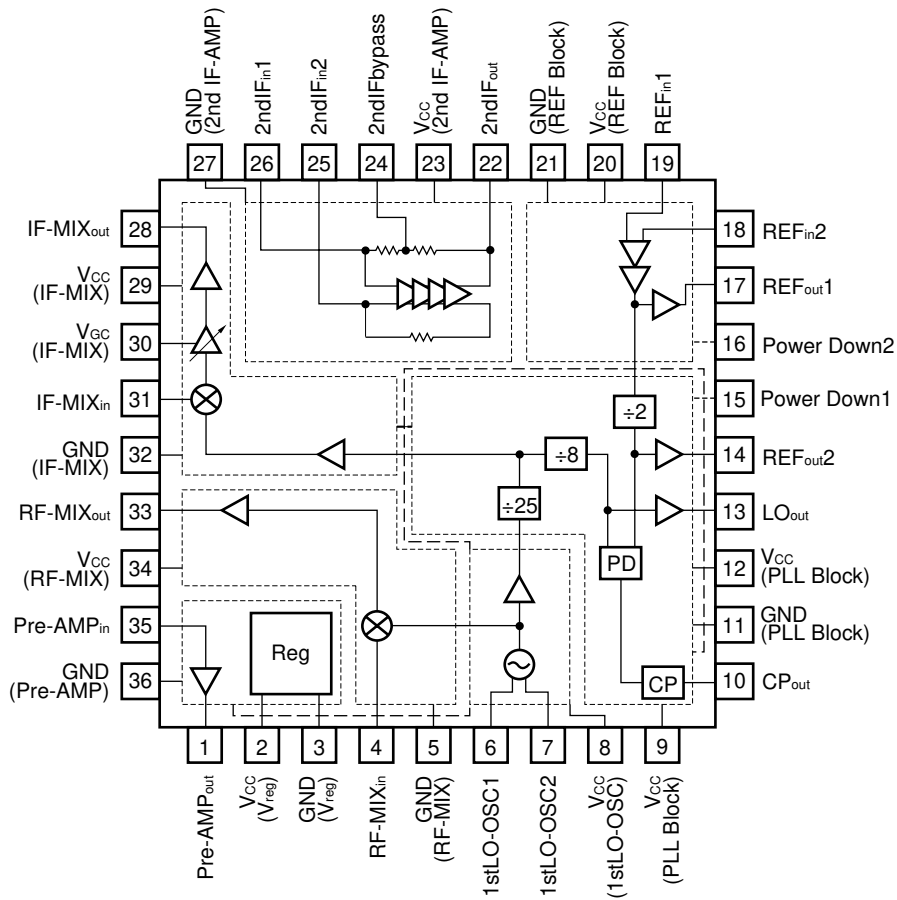 GND
(2nd IF-AMP)
2ndIFin1
2ndIFin2
2ndIFbypass
VCC
(2nd IF-AMP)
2ndIFout
GND
(REF Block)
VCC
(REF Block)
REFin1
27
26
25
24
23
22
21
20
19
IF-MIXout
28
VCC
(IF-MIX)
29
VGC
(IF-MIX)
30
IF-MIXin
31
GND
(IF-MIX)
32
RF-MIXout
33
VCC
(RF-MIX)
34
Pre-AMPin
35
GND
(Pre-AMP)
36
18
REFin2
17
REFout1
16
Power Down2
15
Power Down1
14
REFout2
13
LOout
12
VCC
(PLL Block)
11
GND
(PLL Block)
10
CPout
÷2
÷8
÷25
PD
Reg
CP
1
2
3
4
5
6
7
8
9
Pre-AMPout
VCC
(Vreg)
GND
(Vreg)
RF-MIXin
GND
(RF-MIX)
1stLO-OSC1
1stLO-OSC2
VCC
(1stLO-OSC)
VCC
(PLL Block)